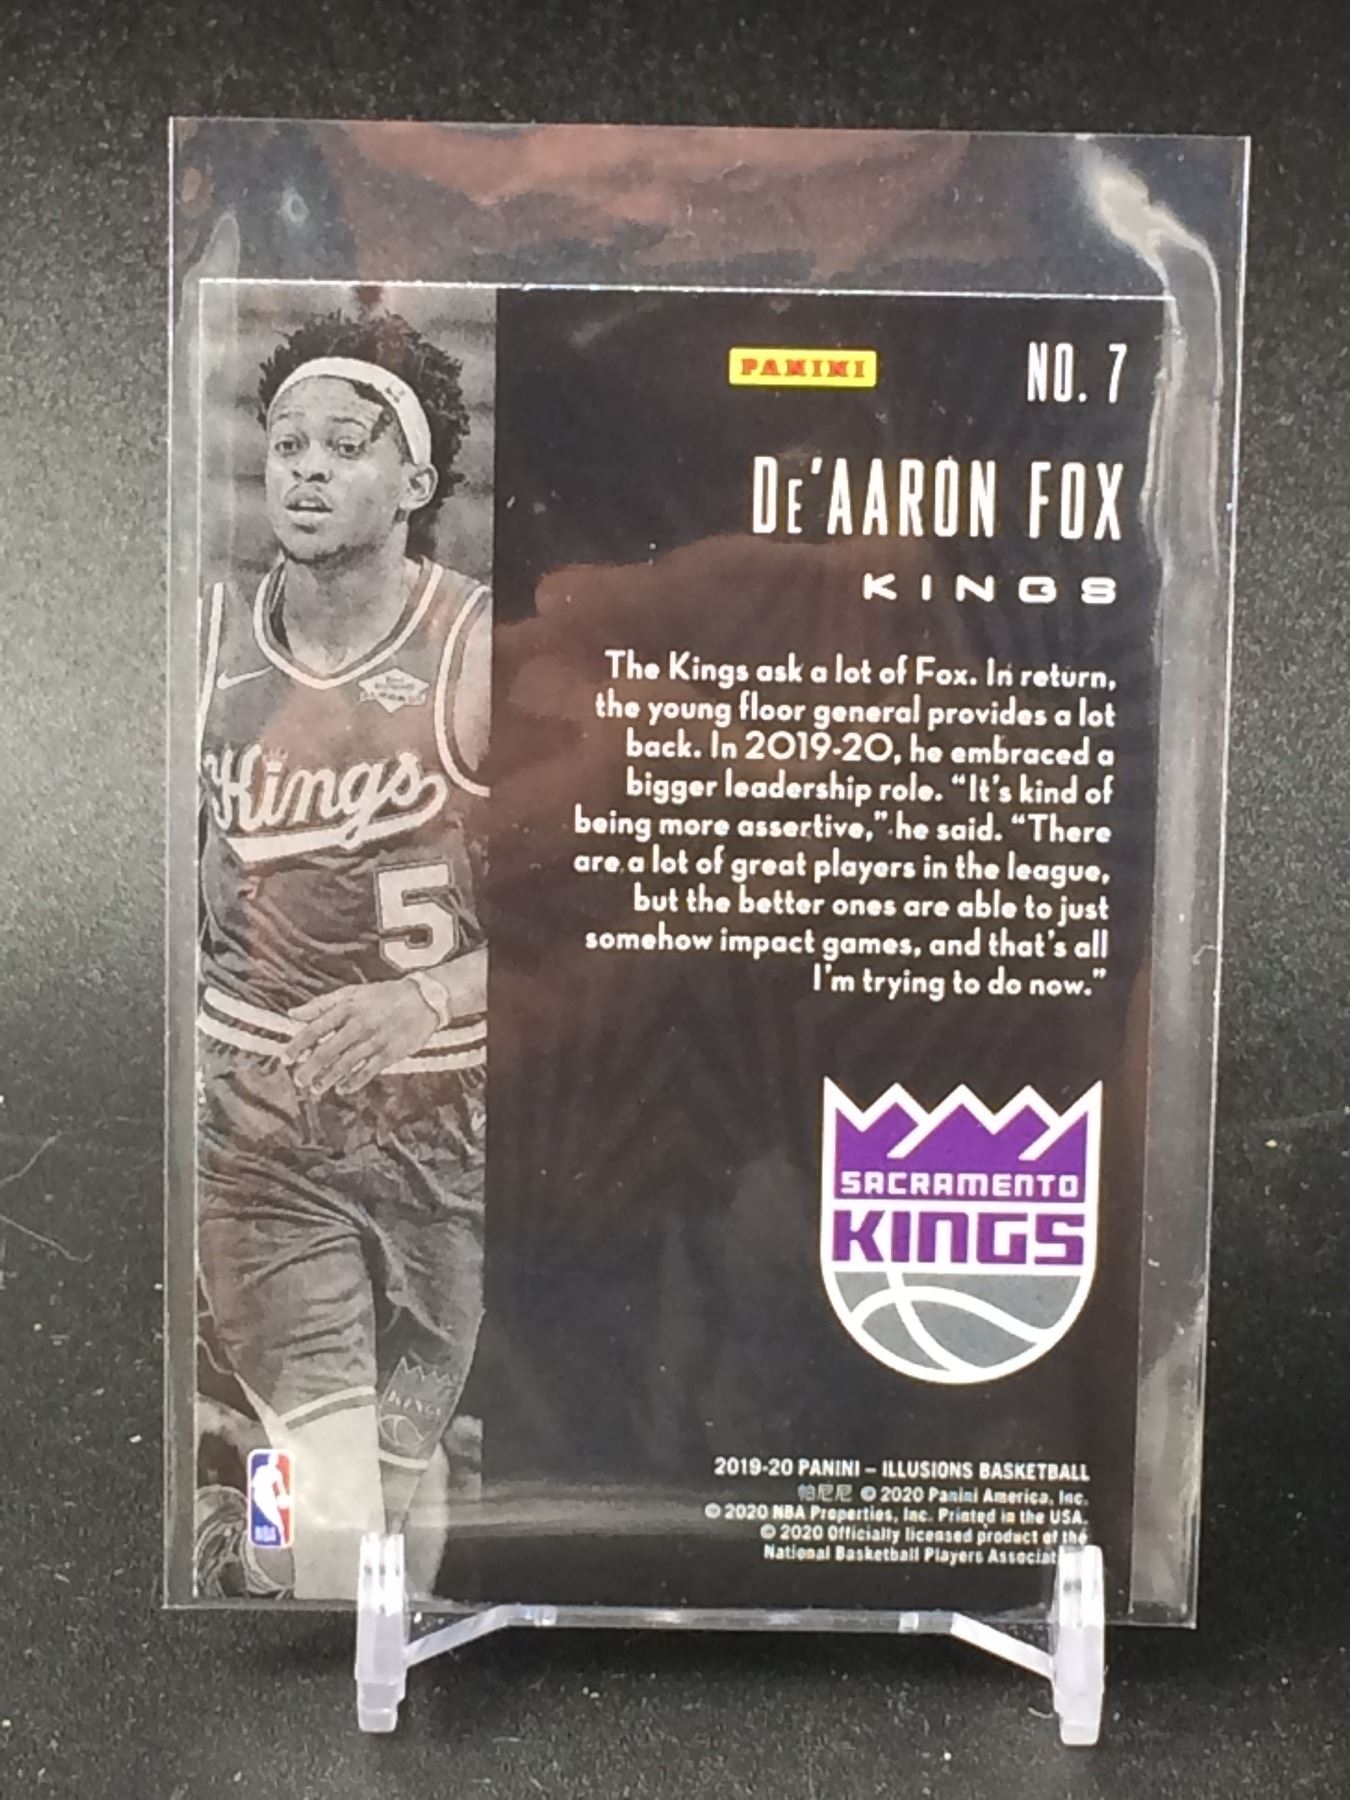 PANINI
NO. 7
DE'AARON FOX
KINGS
The Kings ask a lot of Fox. In return,
the young floor general provides a lot
back. In 2019-20, he embraced a
bigger leadership role. “It's kind of
being more assertive,” he said. “There
are a lot of great players in the league,
but the better ones are able to just
somehow impact games, and that's all
I'm trying to do now.”
Kings
5
SACRAMENTO
KINGS
KINGS
NBA
2019-20 PANINI – ILLUSIONS BASKETBALL
帕尼尼 © 2020 Panini America, Inc.
© 2020 NBA Properties, Inc. Printed in the USA.
© 2020 Officially licensed product of the
National Basketball Players